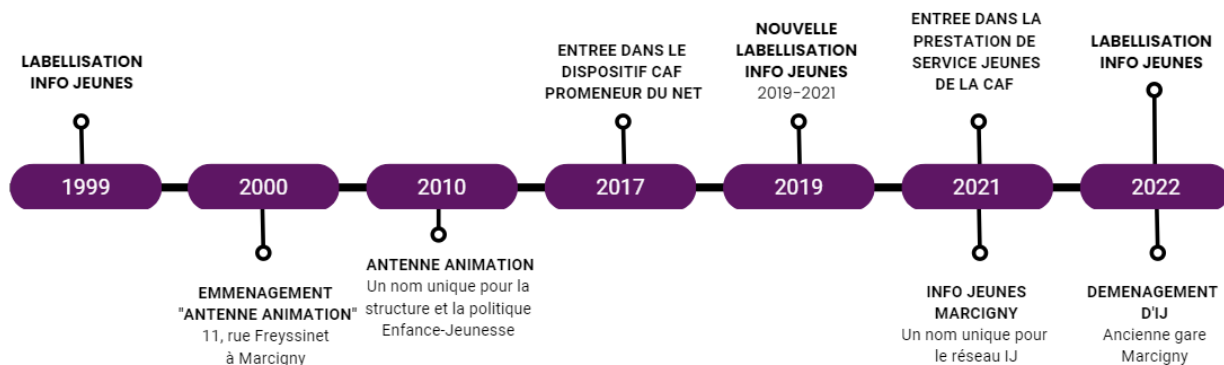 LABELLISATION
INFO JEUNES
ENTREE DANS LE
DISPOSITIF CAF
PROMENEUR DU NET
NOUVELLE
LABELLISATION
INFO JEUNES
2019-2021
ENTREE DANS LA
PRESTATION DE
SERVICE JEUNES
DE LA CAF
LABELLISATION
INFO JEUNES
1999
2000
2010
2017
2019
2021
2022
EMMENAGEMENT
"ANTENNE ANIMATION"
11, rue Freyssinet
à Marcigny
ANTENNE ANIMATION
Un nom unique pour la
structure et la politique
Enfance-Jeunesse
INFO JEUNES
MARCIGNY
Un nom unique pour
le réseau IJ
DEMENAGEMENT
D'IJ
Ancienne gare
Marcigny